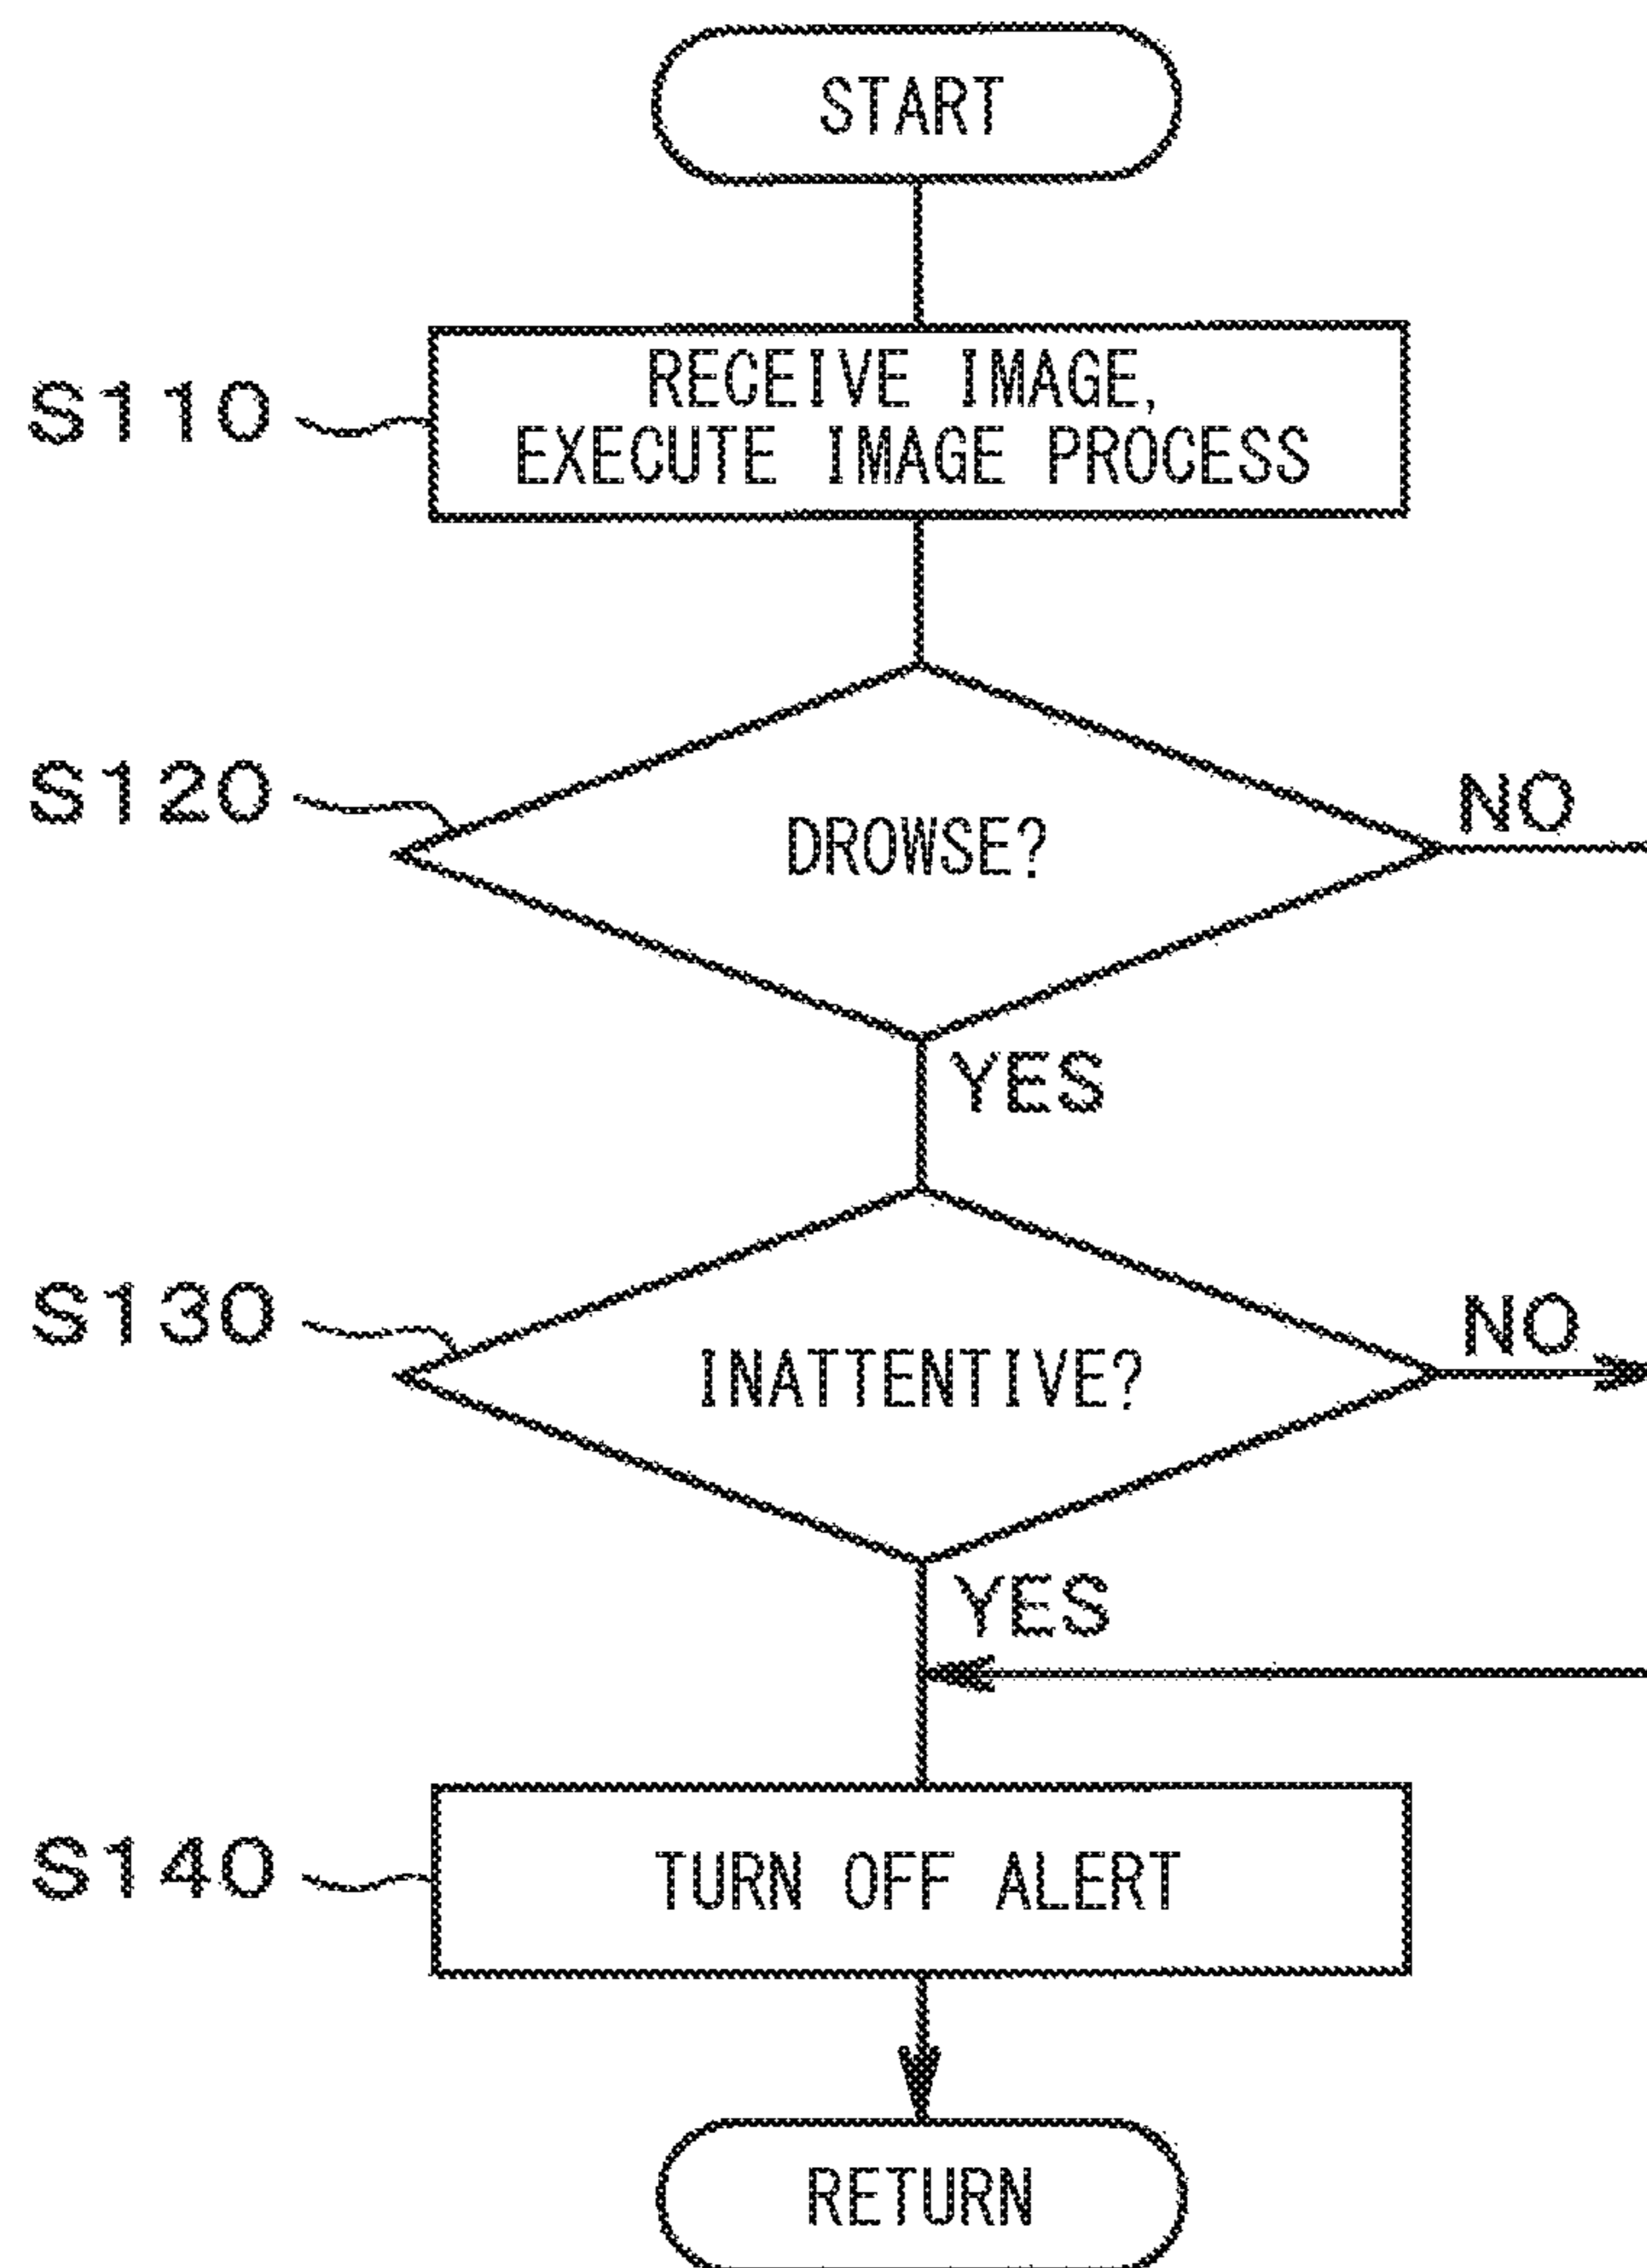 START
S110
RECEIVE IMAGE,
EXECUTE IMAGE PROCESS
S120
DROWSE?
NO
YES
S130
INATTENTIVE?
NO
YES
S140
TURN OFF ALERT
RETURN